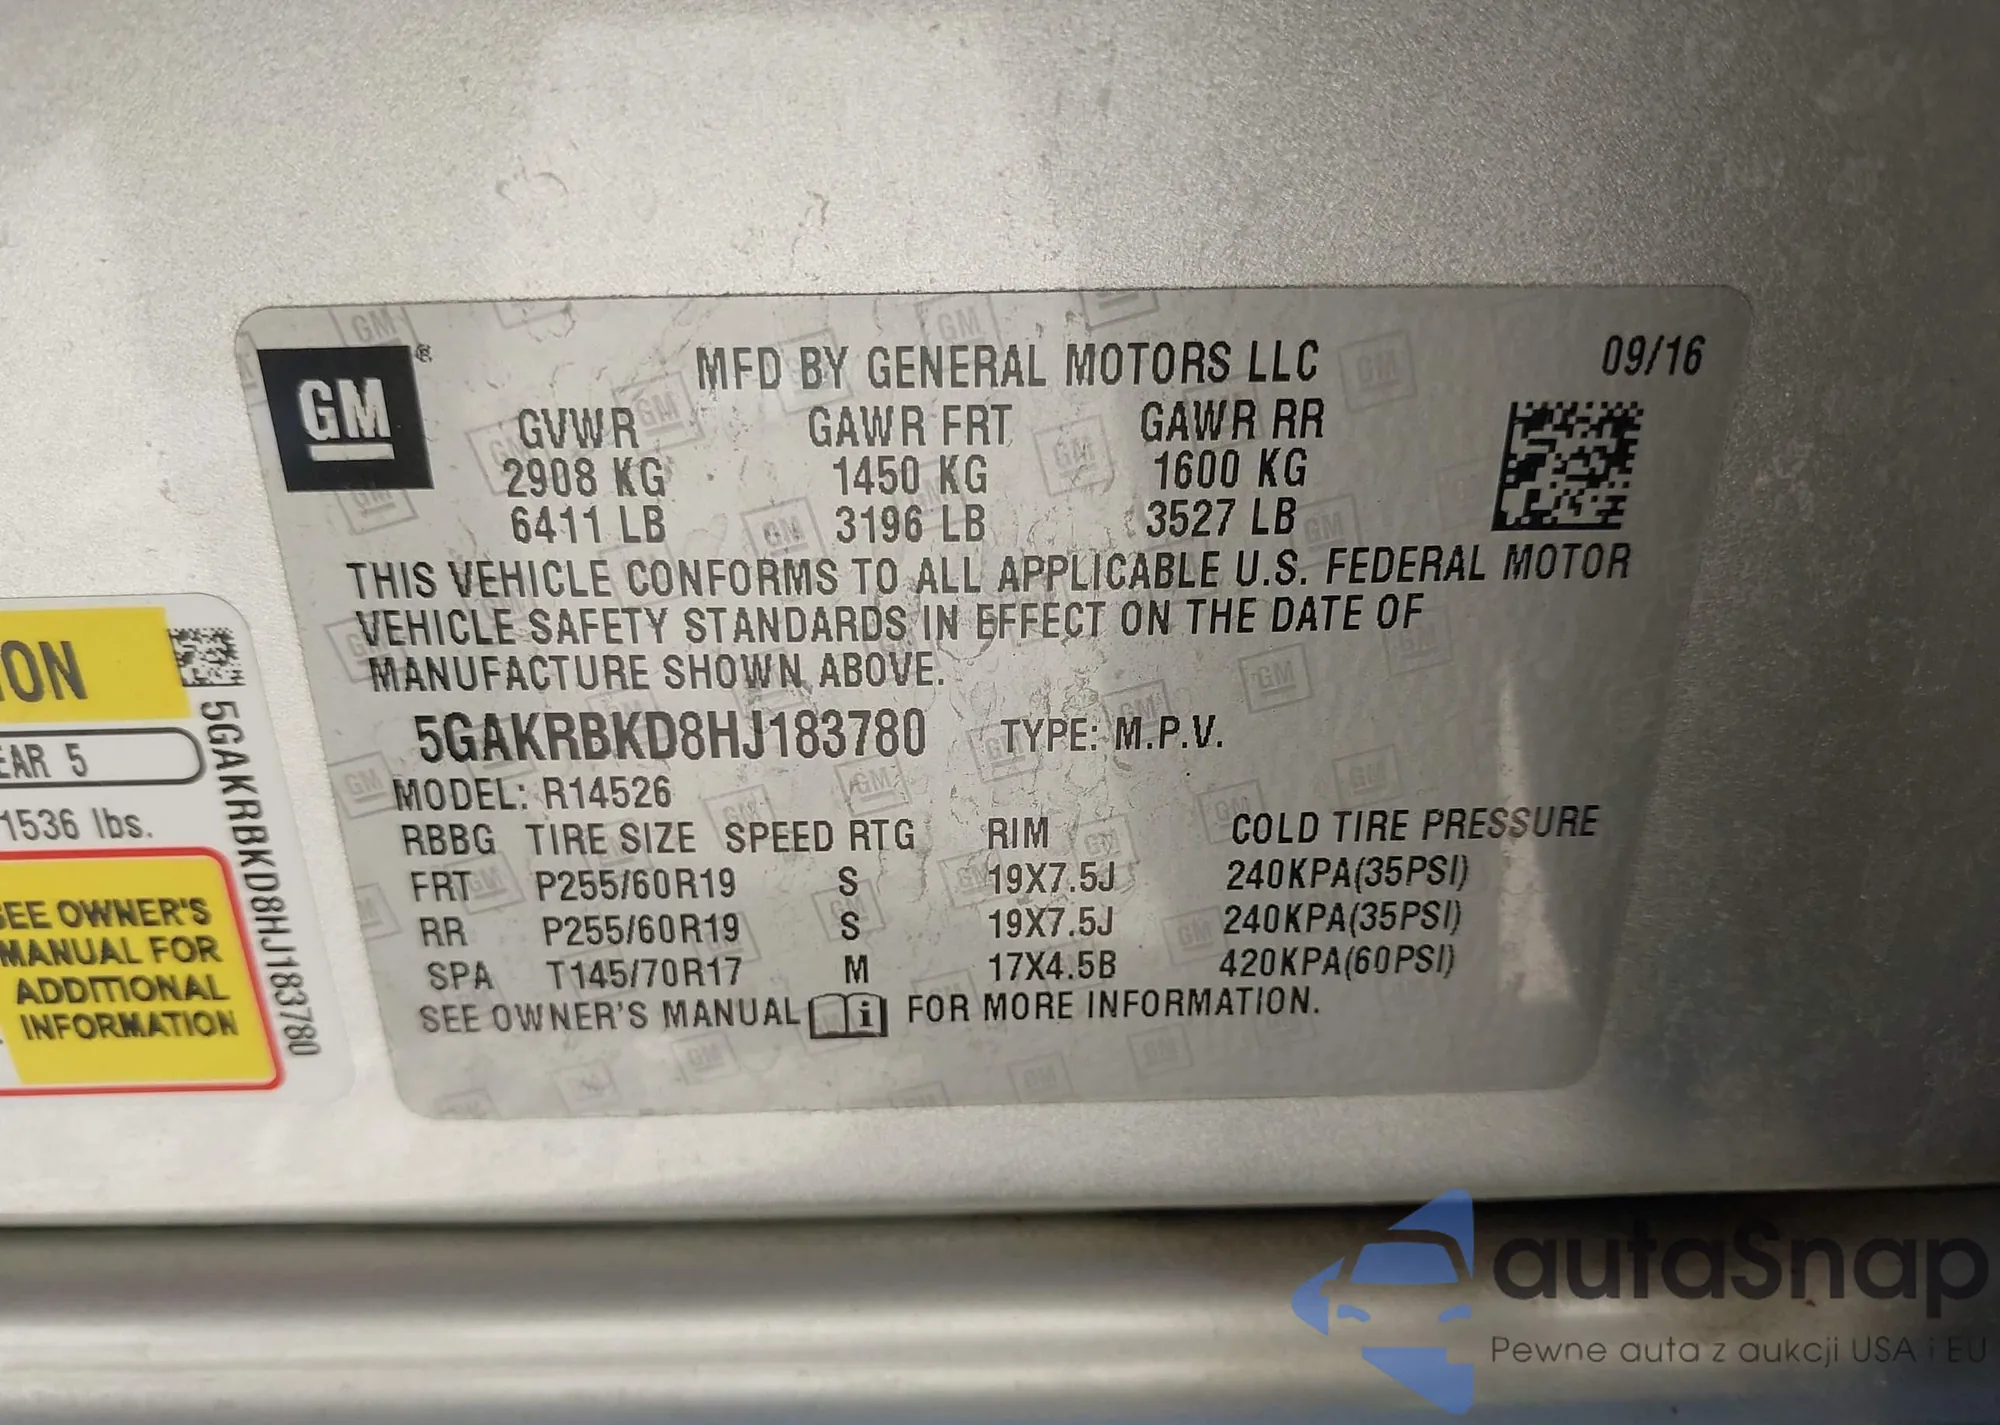 GM
®
MFD BY GENERAL MOTORS LLC 09/16
GVWR GAWR FRT GAWR RR
2908 KG 1450 KG 1600 KG
6411 LB 3196 LB 3527 LB
THIS VEHICLE CONFORMS TO ALL APPLICABLE U.S. FEDERAL MOTOR
VEHICLE SAFETY STANDARDS IN EFFECT ON THE DATE OF
MANUFACTURE SHOWN ABOVE.
5GAKRBKD8HJ183780 TYPE: M.P.V.
MODEL: R14526
RBBG TIRE SIZE SPEED RTG RIM COLD TIRE PRESSURE
FRT P255/60R19 S 19X7.5J 240KPA(35PSI)
RR P255/60R19 S 19X7.5J 240KPA(35PSI)
SPA T145/70R17 M 17X4.5B 420KPA(60PSI)
SEE OWNER'S MANUAL i FOR MORE INFORMATION.
ION
EAR 5
1536 lbs.
SEE OWNER'S
MANUAL FOR
ADDITIONAL
INFORMATION
5GAKRBKD8HJ183780
autaSnap
Pewne auta z aukcji USA i EU